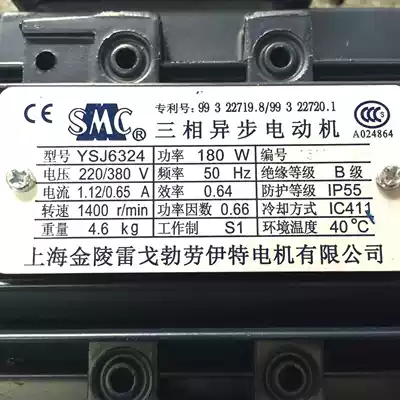 CE SMC® 专利号:99 3 22719.8/99 3 22720.1
三相异步电动机 CCC A024864
型号 YSJ6324 功率 180 W 编号
电压 220/380 V 频率 50 Hz 绝缘等级 B 级
电流 1.12/0.65 A 效率 0.64 防护等级 IP55
转速 1400 r/min 功率因数 0.66 冷却方式 IC411
重量 4.6 kg 工作制 S1 环境温度 40℃
上海金陵雷戈勃劳伊特电机有限公司